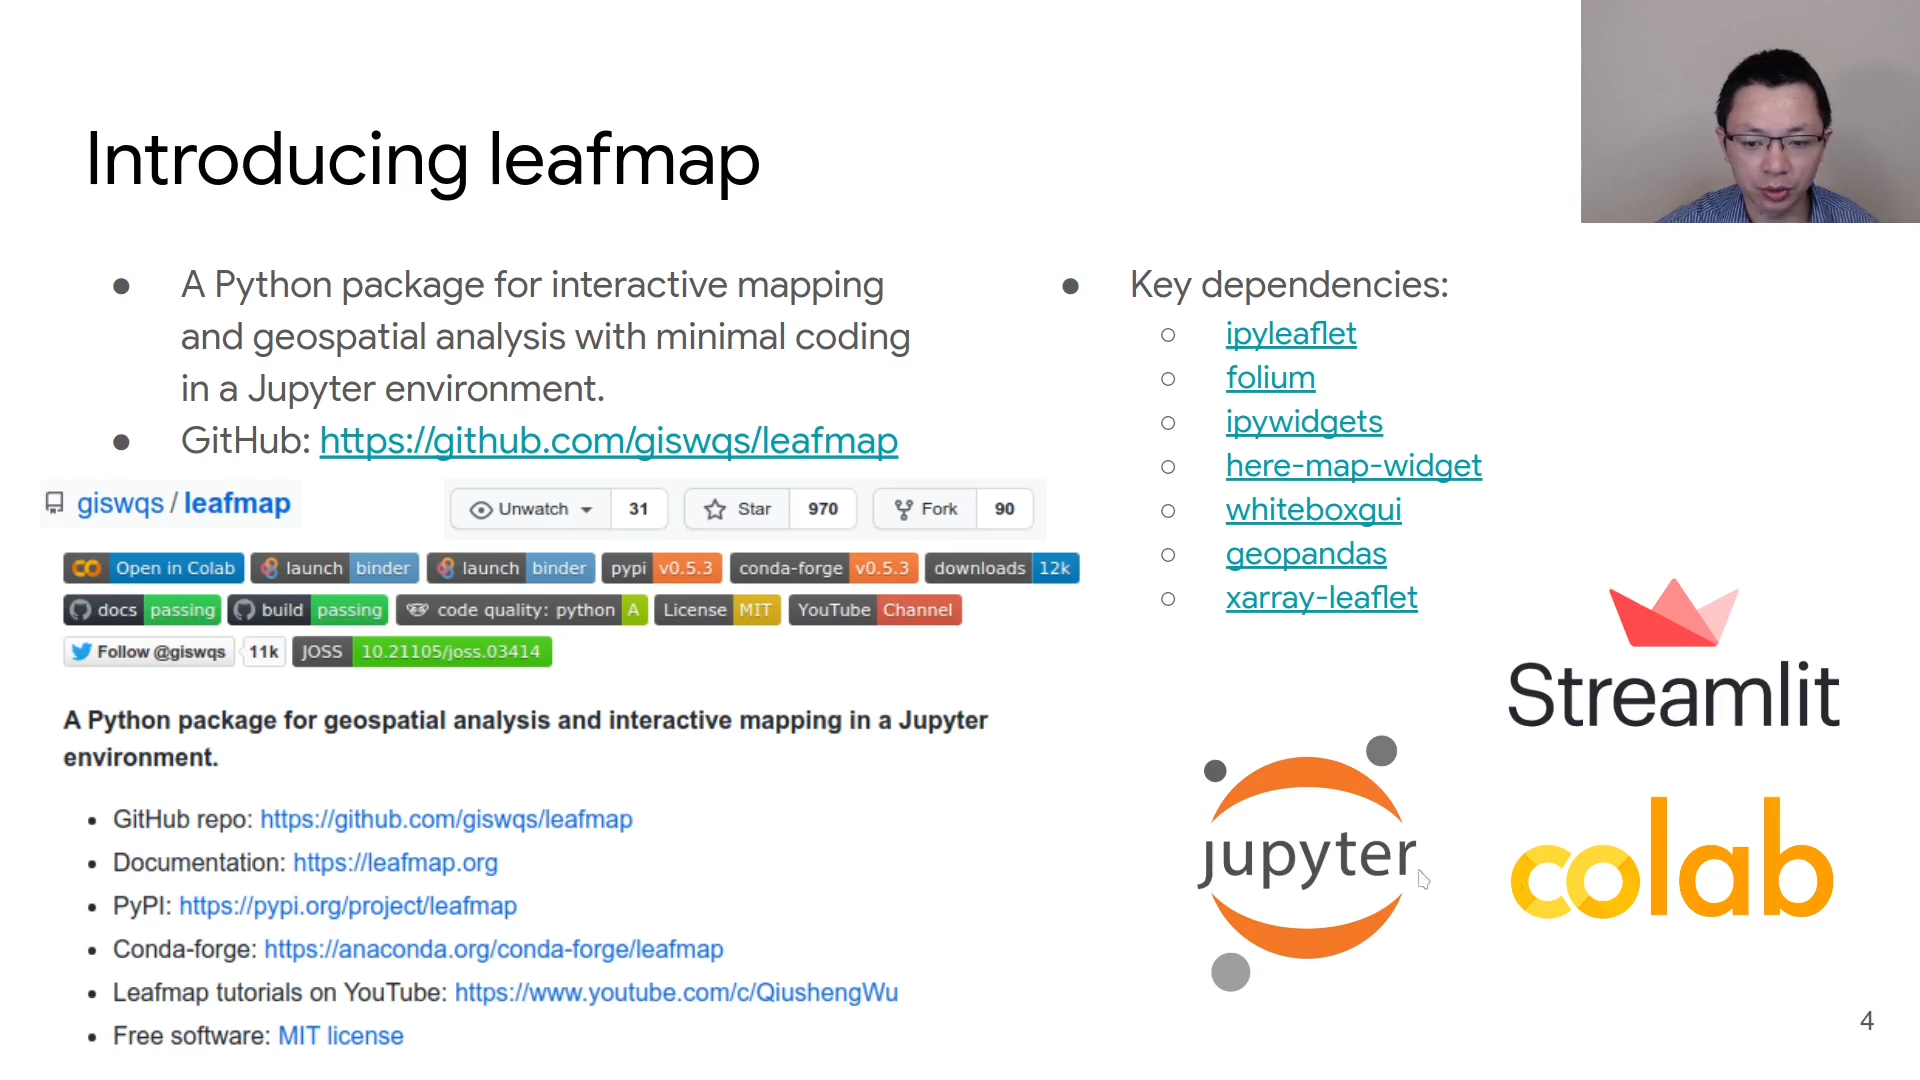 Introducing leafmap
● A Python package for interactive mapping
and geospatial analysis with minimal coding
in a Jupyter environment.
● GitHub: https://github.com/giswqs/leafmap
giswqs / leafmap
Unwatch 31 Star 970 Fork 90
Open in Colab launch binder launch binder pypi v0.5.3 conda-forge v0.5.3 downloads 12k
docs passing build passing code quality: python A License MIT YouTube Channel
Follow @giswqs 11k JOSS 10.21105/joss.03414
A Python package for geospatial analysis and interactive mapping in a Jupyter
environment.
• GitHub repo: https://github.com/giswqs/leafmap
• Documentation: https://leafmap.org
• PyPI: https://pypi.org/project/leafmap
• Conda-forge: https://anaconda.org/conda-forge/leafmap
• Leafmap tutorials on YouTube: https://www.youtube.com/c/QiushengWu
• Free software: MIT license
● Key dependencies:
○ ipyleaflet
○ folium
○ ipywidgets
○ here-map-widget
○ whiteboxgui
○ geopandas
○ xarray-leaflet
Streamlit
jupyter
colab
4